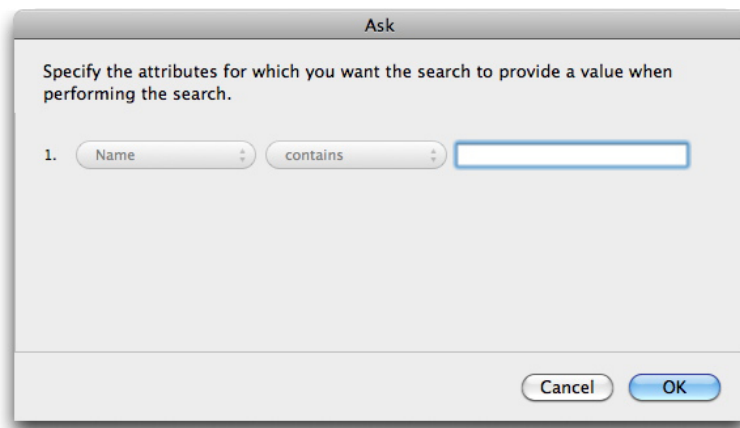 Ask
Specify the attributes for which you want the search to provide a value when
performing the search.
1. Name contains
Cancel OK